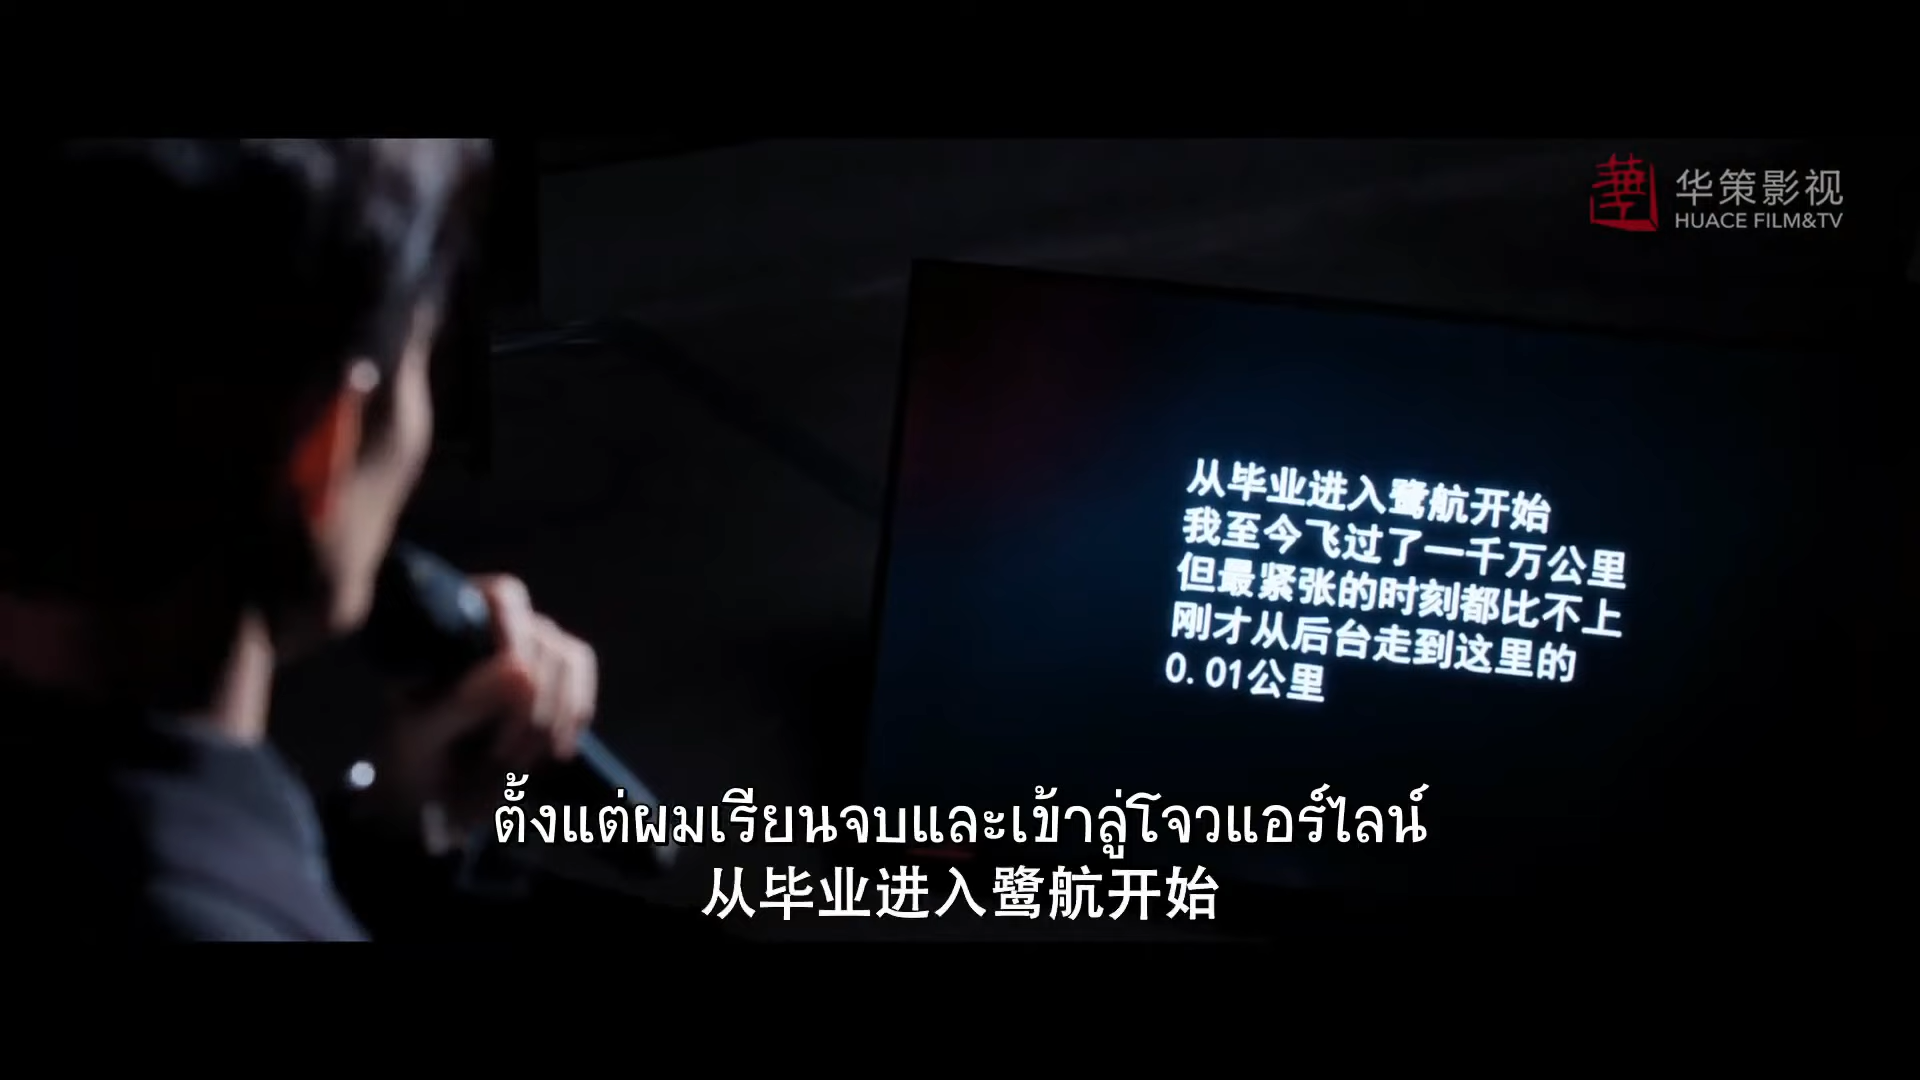 华策影视
HUACE FILM&TV
从毕业进入鹭航开始
我至今飞过了一千万公里
但最紧张的时刻都比不上
刚才从后台走到这里的
0.01公里
ตั้งแต่ผมเรียนจบและเข้าลู่โจวแอร์ไลน์
从毕业进入鹭航开始